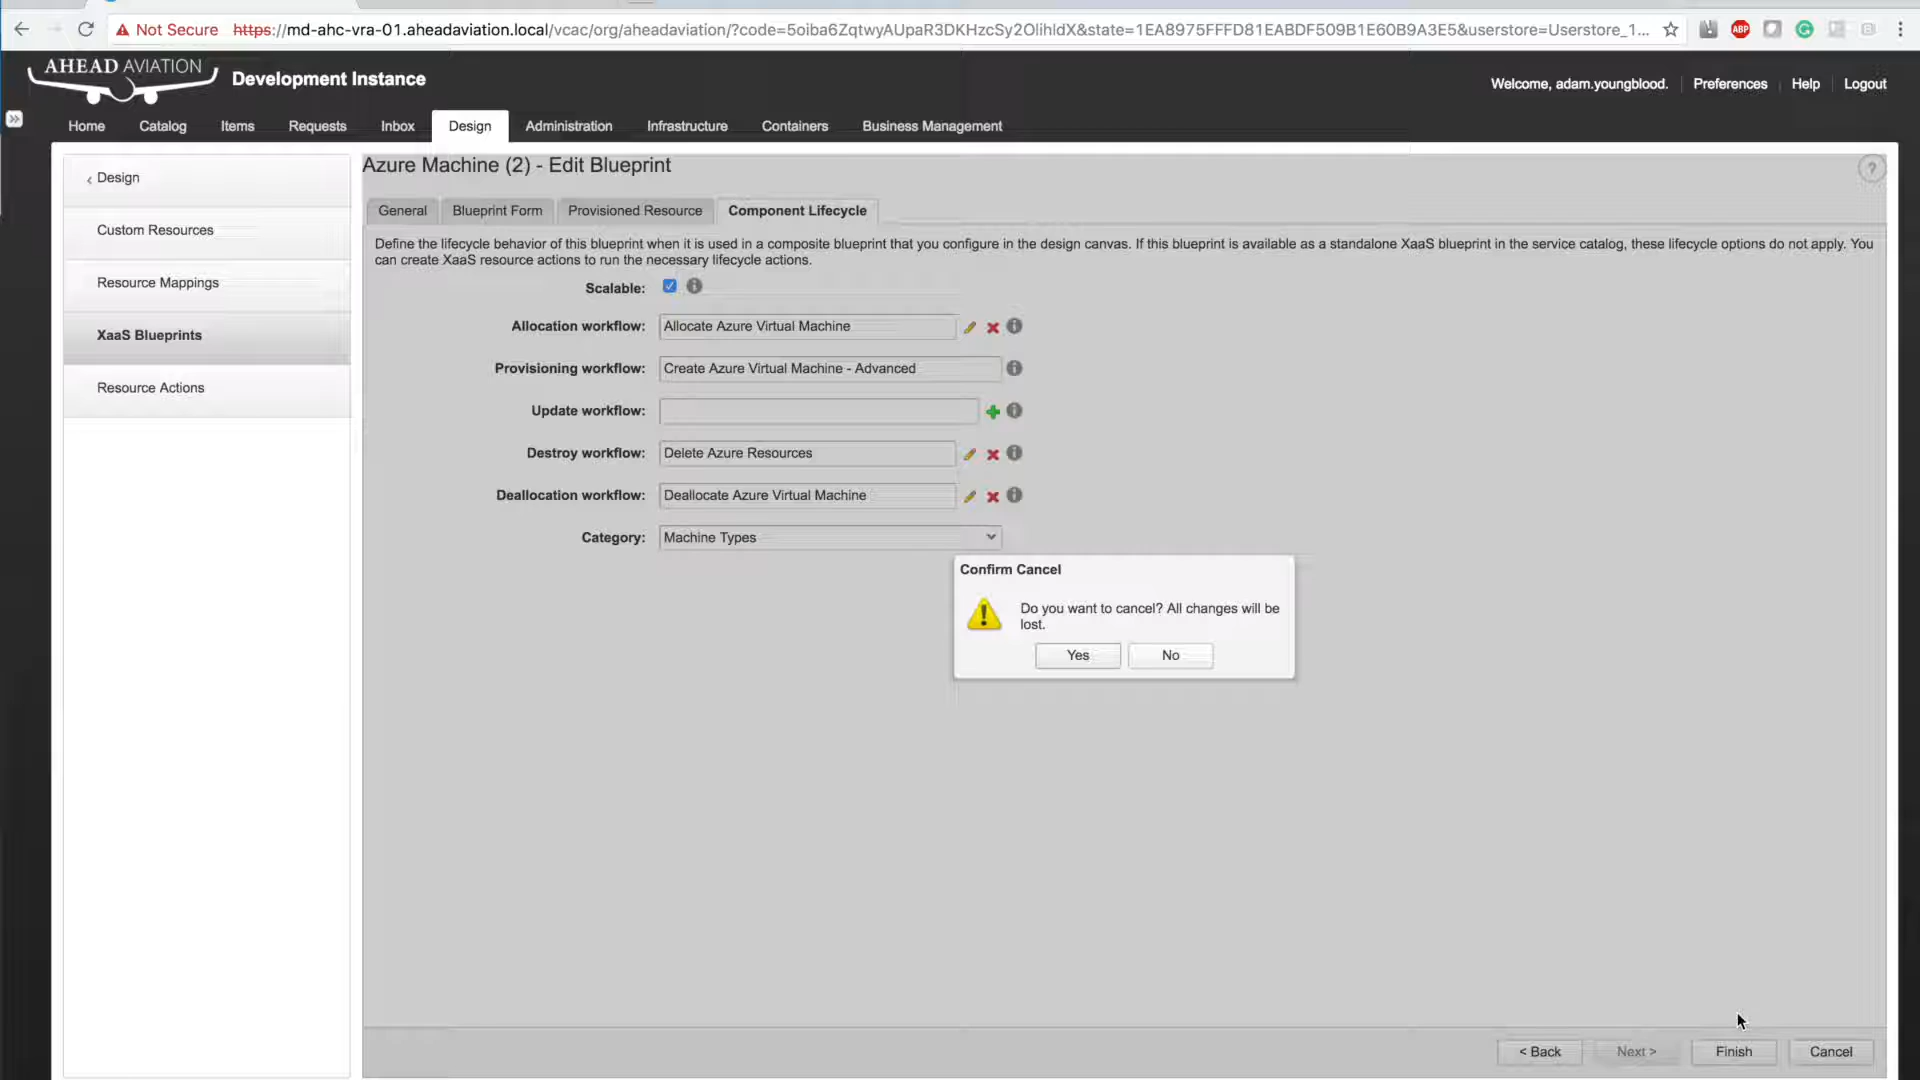 Not Secure https://md-ahc-vra-01.aheadaviation.local/vcac/org/aheadaviation/?code=5oiba6ZqtwyAUpaR3DKHzcSy2OlihldX&state=1EA8975FFFD81EABDF509B1E60B9A3E5&userstore=Userstore_1...
ABP
AHEAD AVIATION
Development Instance
Welcome, adam.youngblood.
Preferences
Help
Logout
Home
Catalog
Items
Requests
Inbox
Design
Administration
Infrastructure
Containers
Business Management
‹ Design
Custom Resources
Resource Mappings
XaaS Blueprints
Resource Actions
Azure Machine (2) - Edit Blueprint
?
General
Blueprint Form
Provisioned Resource
Component Lifecycle
Define the lifecycle behavior of this blueprint when it is used in a composite blueprint that you configure in the design canvas. If this blueprint is available as a standalone XaaS blueprint in the service catalog, these lifecycle options do not apply. You
can create XaaS resource actions to run the necessary lifecycle actions.
Scalable:
Allocation workflow: Allocate Azure Virtual Machine
Provisioning workflow: Create Azure Virtual Machine - Advanced
Update workflow:
Destroy workflow: Delete Azure Resources
Deallocation workflow: Deallocate Azure Virtual Machine
Category: Machine Types
Confirm Cancel
Do you want to cancel? All changes will be
lost.
Yes
No
< Back
Next >
Finish
Cancel